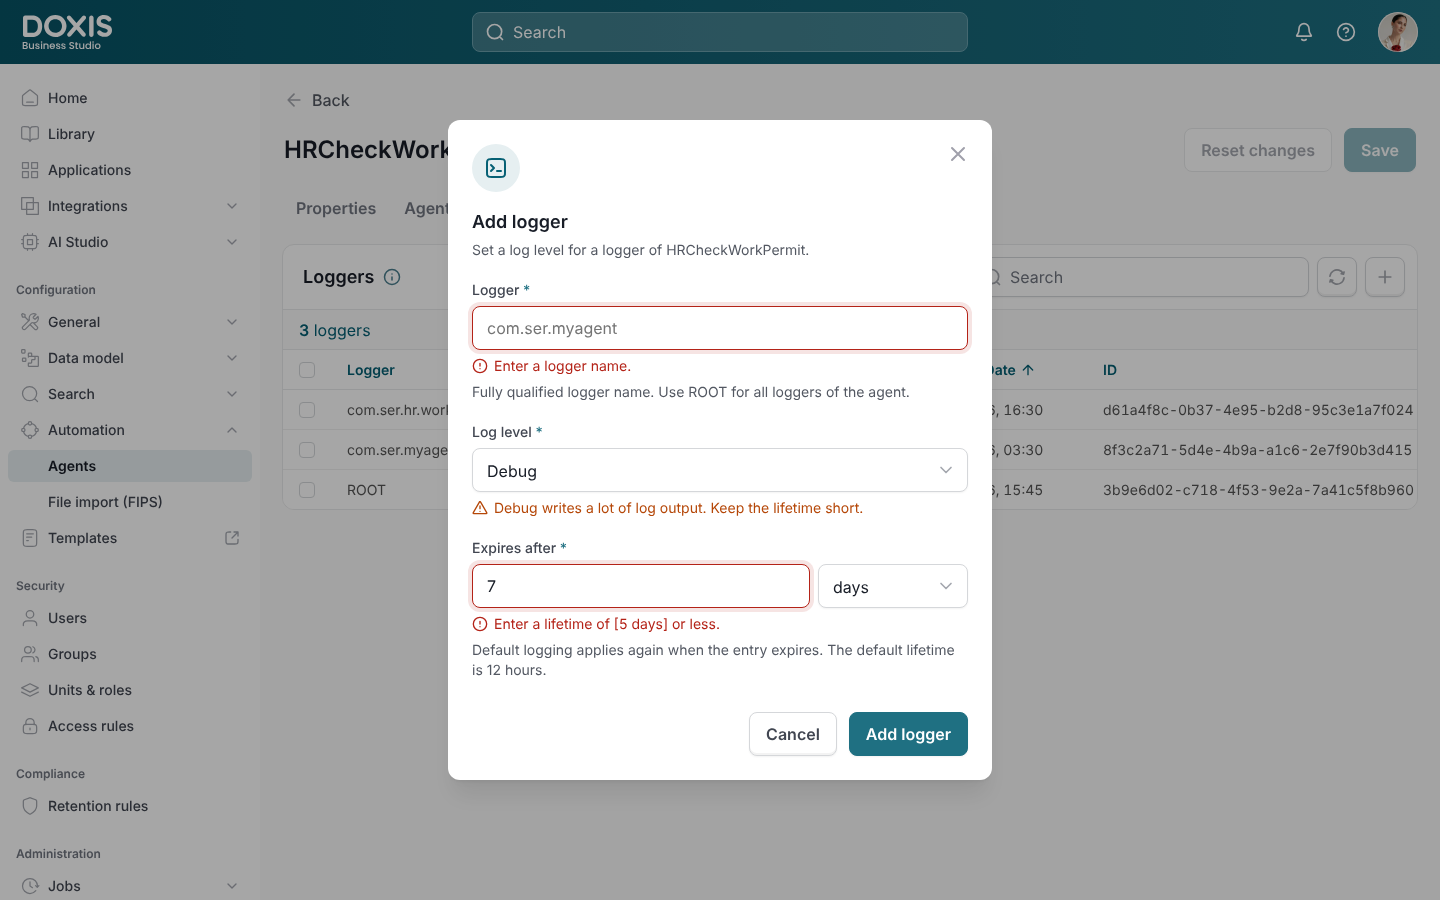 DOXIS
Business Studio
Search
Home
Library
Applications
Integrations
AI Studio
Configuration
General
Data model
Search
Automation
Agents
File import (FIPS)
Templates
Security
Users
Groups
Units & roles
Access rules
Compliance
Retention rules
Administration
Jobs
Back
HRCheckWork
Reset changes
Save
Properties
Agent
Loggers
Search
3 loggers
Logger
Date
ID
com.ser.hr.worl
6, 16:30
d61a4f8c-0b37-4e95-b2d8-95c3e1a7f024
com.ser.myage
6, 03:30
8f3c2a71-5d4e-4b9a-a1c6-2e7f90b3d415
ROOT
6, 15:45
3b9e6d02-c718-4f53-9e2a-7a41c5f8b960
Add logger
Set a log level for a logger of HRCheckWorkPermit.
Logger *
com.ser.myagent
Enter a logger name.
Fully qualified logger name. Use ROOT for all loggers of the agent.
Log level *
Debug
Debug writes a lot of log output. Keep the lifetime short.
Expires after *
7
days
Enter a lifetime of [5 days] or less.
Default logging applies again when the entry expires. The default lifetime
is 12 hours.
Cancel
Add logger